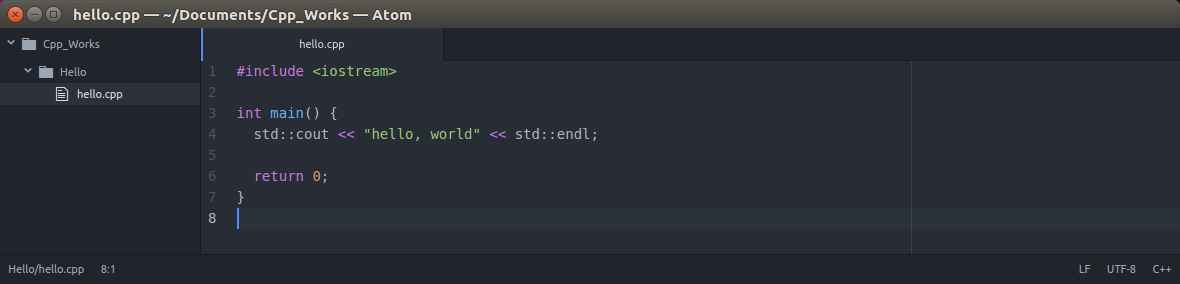 hello.cpp — ~/Documents/Cpp_Works — Atom
Cpp_Works
Hello
hello.cpp
hello.cpp
1 #include <iostream>
2
3 int main() {
4   std::cout << "hello, world" << std::endl;
5
6   return 0;
7 }
8
Hello/hello.cpp 8:1 LF UTF-8 C++